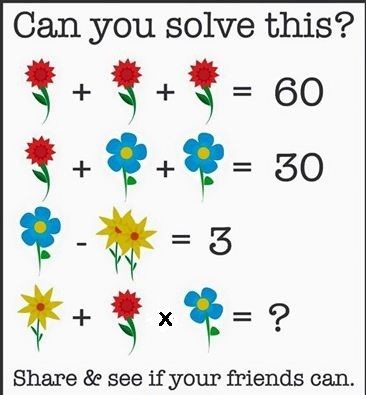 Can you solve this?
+ + = 60
+ + = 30
- = 3
+ x = ?
Share & see if your friends can.